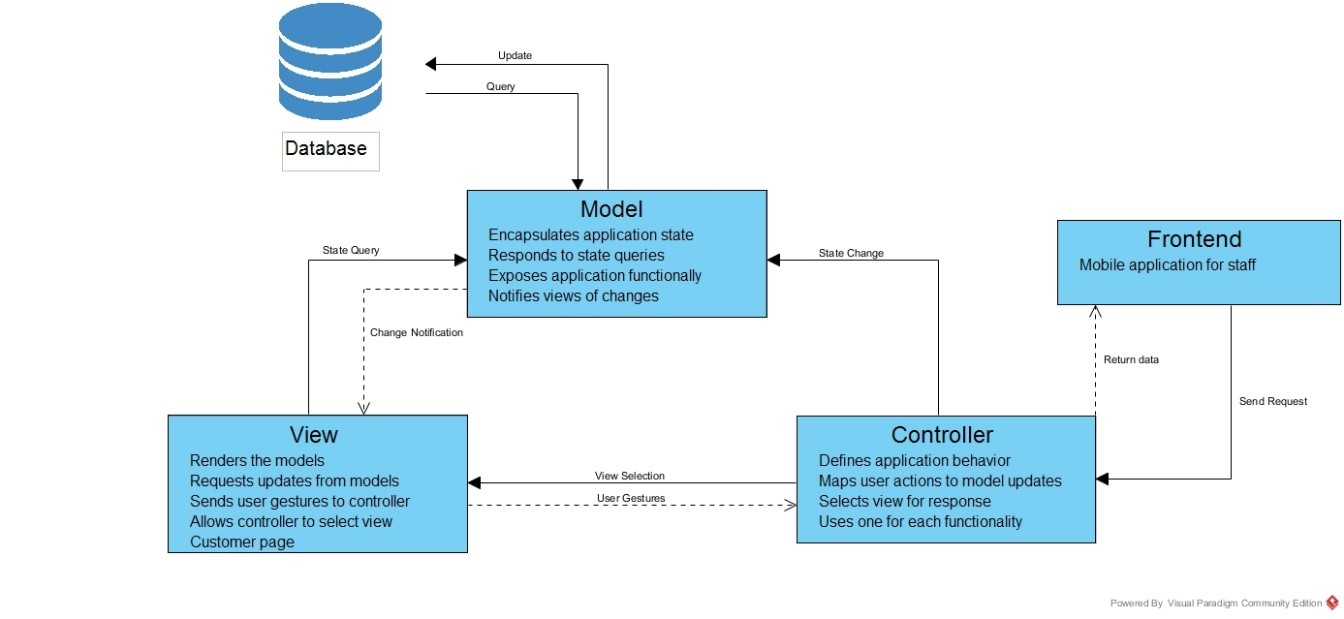 Update
Query
Database
Model
Encapsulates application state
Responds to state queries
Exposes application functionally
Notifies views of changes
State Query
State Change
Change Notification
Frontend
Mobile application for staff
Return data
Send Request
View
Renders the models
Requests updates from models
Sends user gestures to controller
Allows controller to select view
Customer page
View Selection
User Gestures
Controller
Defines application behavior
Maps user actions to model updates
Selects view for response
Uses one for each functionality
Powered By Visual Paradigm Community Edition